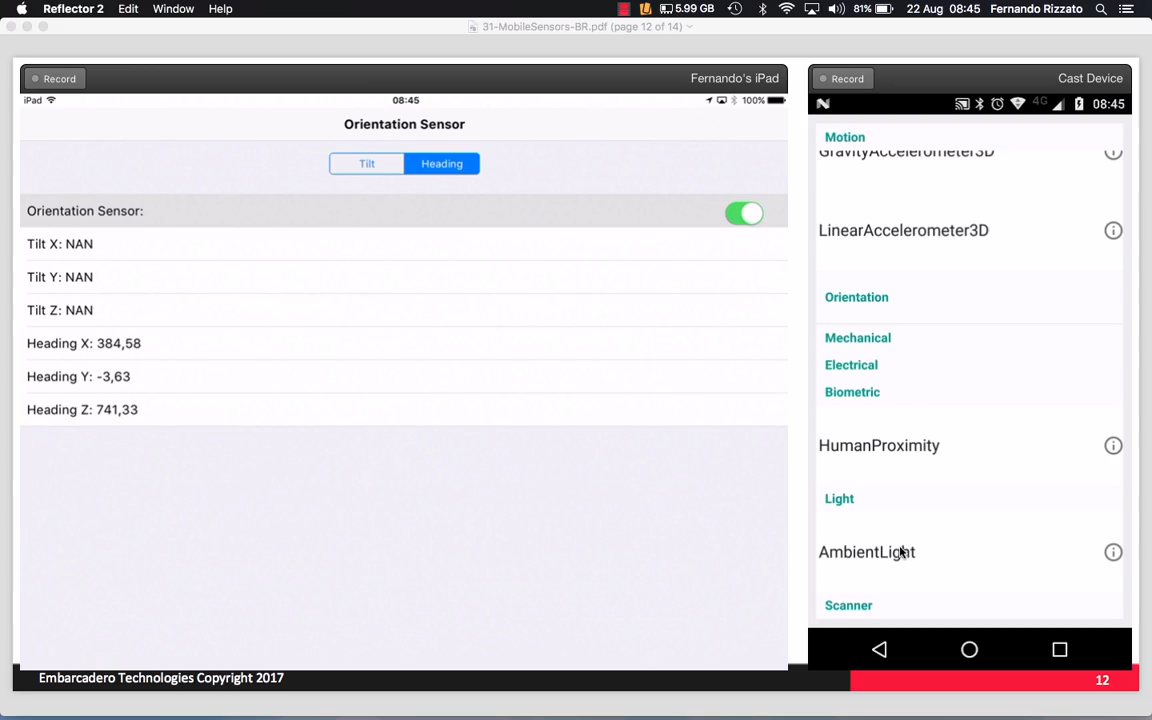 Reflector 2 Edit Window Help 5.99 GB 81% 22 Aug 08:45 Fernando Rizzato
31-MobileSensors-BR.pdf (page 12 of 14)
Record Fernando's iPad
iPad 08:45 100%
Orientation Sensor
Tilt Heading
Orientation Sensor:
Tilt X: NAN
Tilt Y: NAN
Tilt Z: NAN
Heading X: 384,58
Heading Y: -3,63
Heading Z: 741,33
Record Cast Device
4G 08:45
Motion
GravityAccelerometer3D
LinearAccelerometer3D
Orientation
Mechanical
Electrical
Biometric
HumanProximity
Light
AmbientLight
Scanner
Embarcadero Technologies Copyright 2017
12